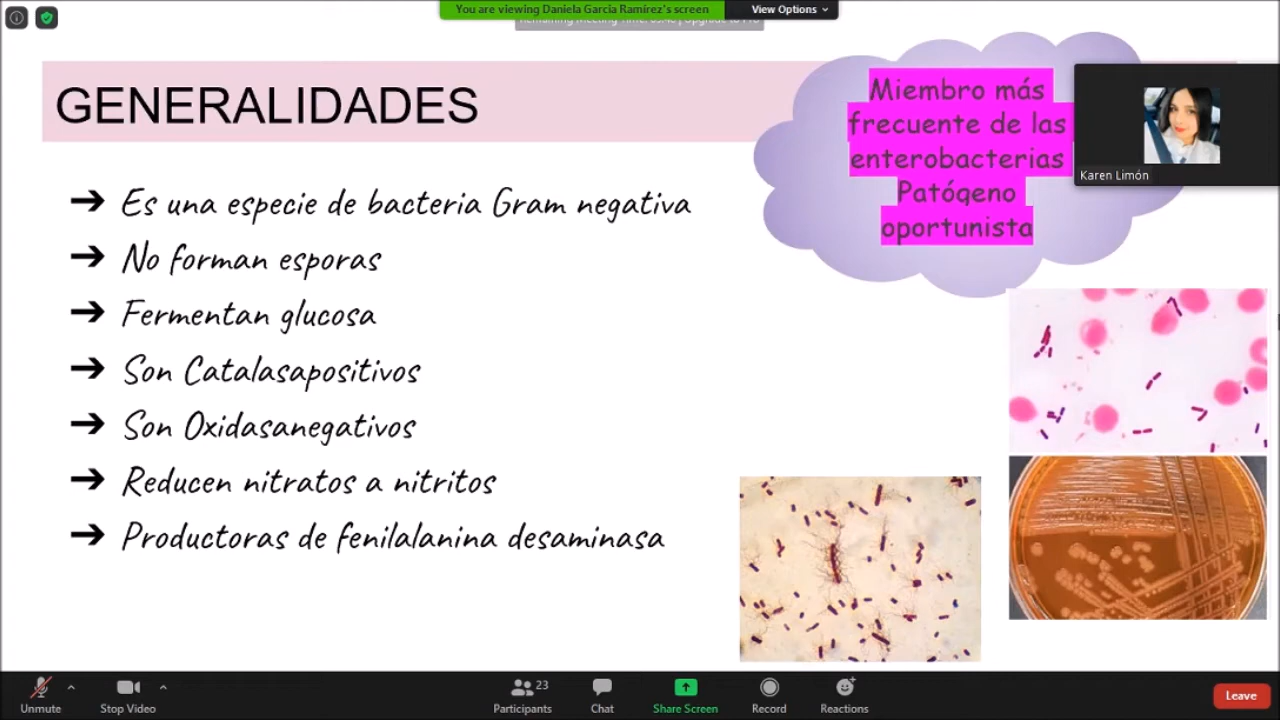 You are viewing Daniela Garcia Ramírez's screen
View Options
GENERALIDADES
Miembro más
frecuente de las
enterobacterias
Patógeno
oportunista
Karen Limón
➔ Es una especie de bacteria Gram negativa
➔ No forman esporas
➔ Fermentan glucosa
➔ Son Catalasapositivos
➔ Son Oxidasanegativos
➔ Reducen nitratos a nitritos
➔ Productoras de fenilalanina desaminasa
Unmute
Stop Video
23
Participants
Chat
Share Screen
Record
Reactions
Leave